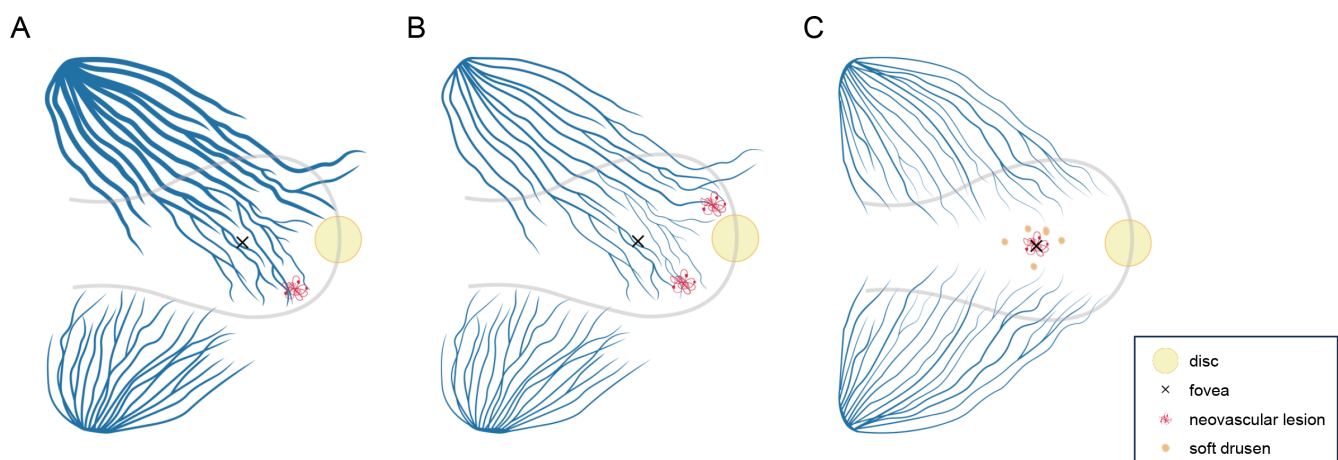 A
B
C
disc
fovea
neovascular lesion
soft drusen